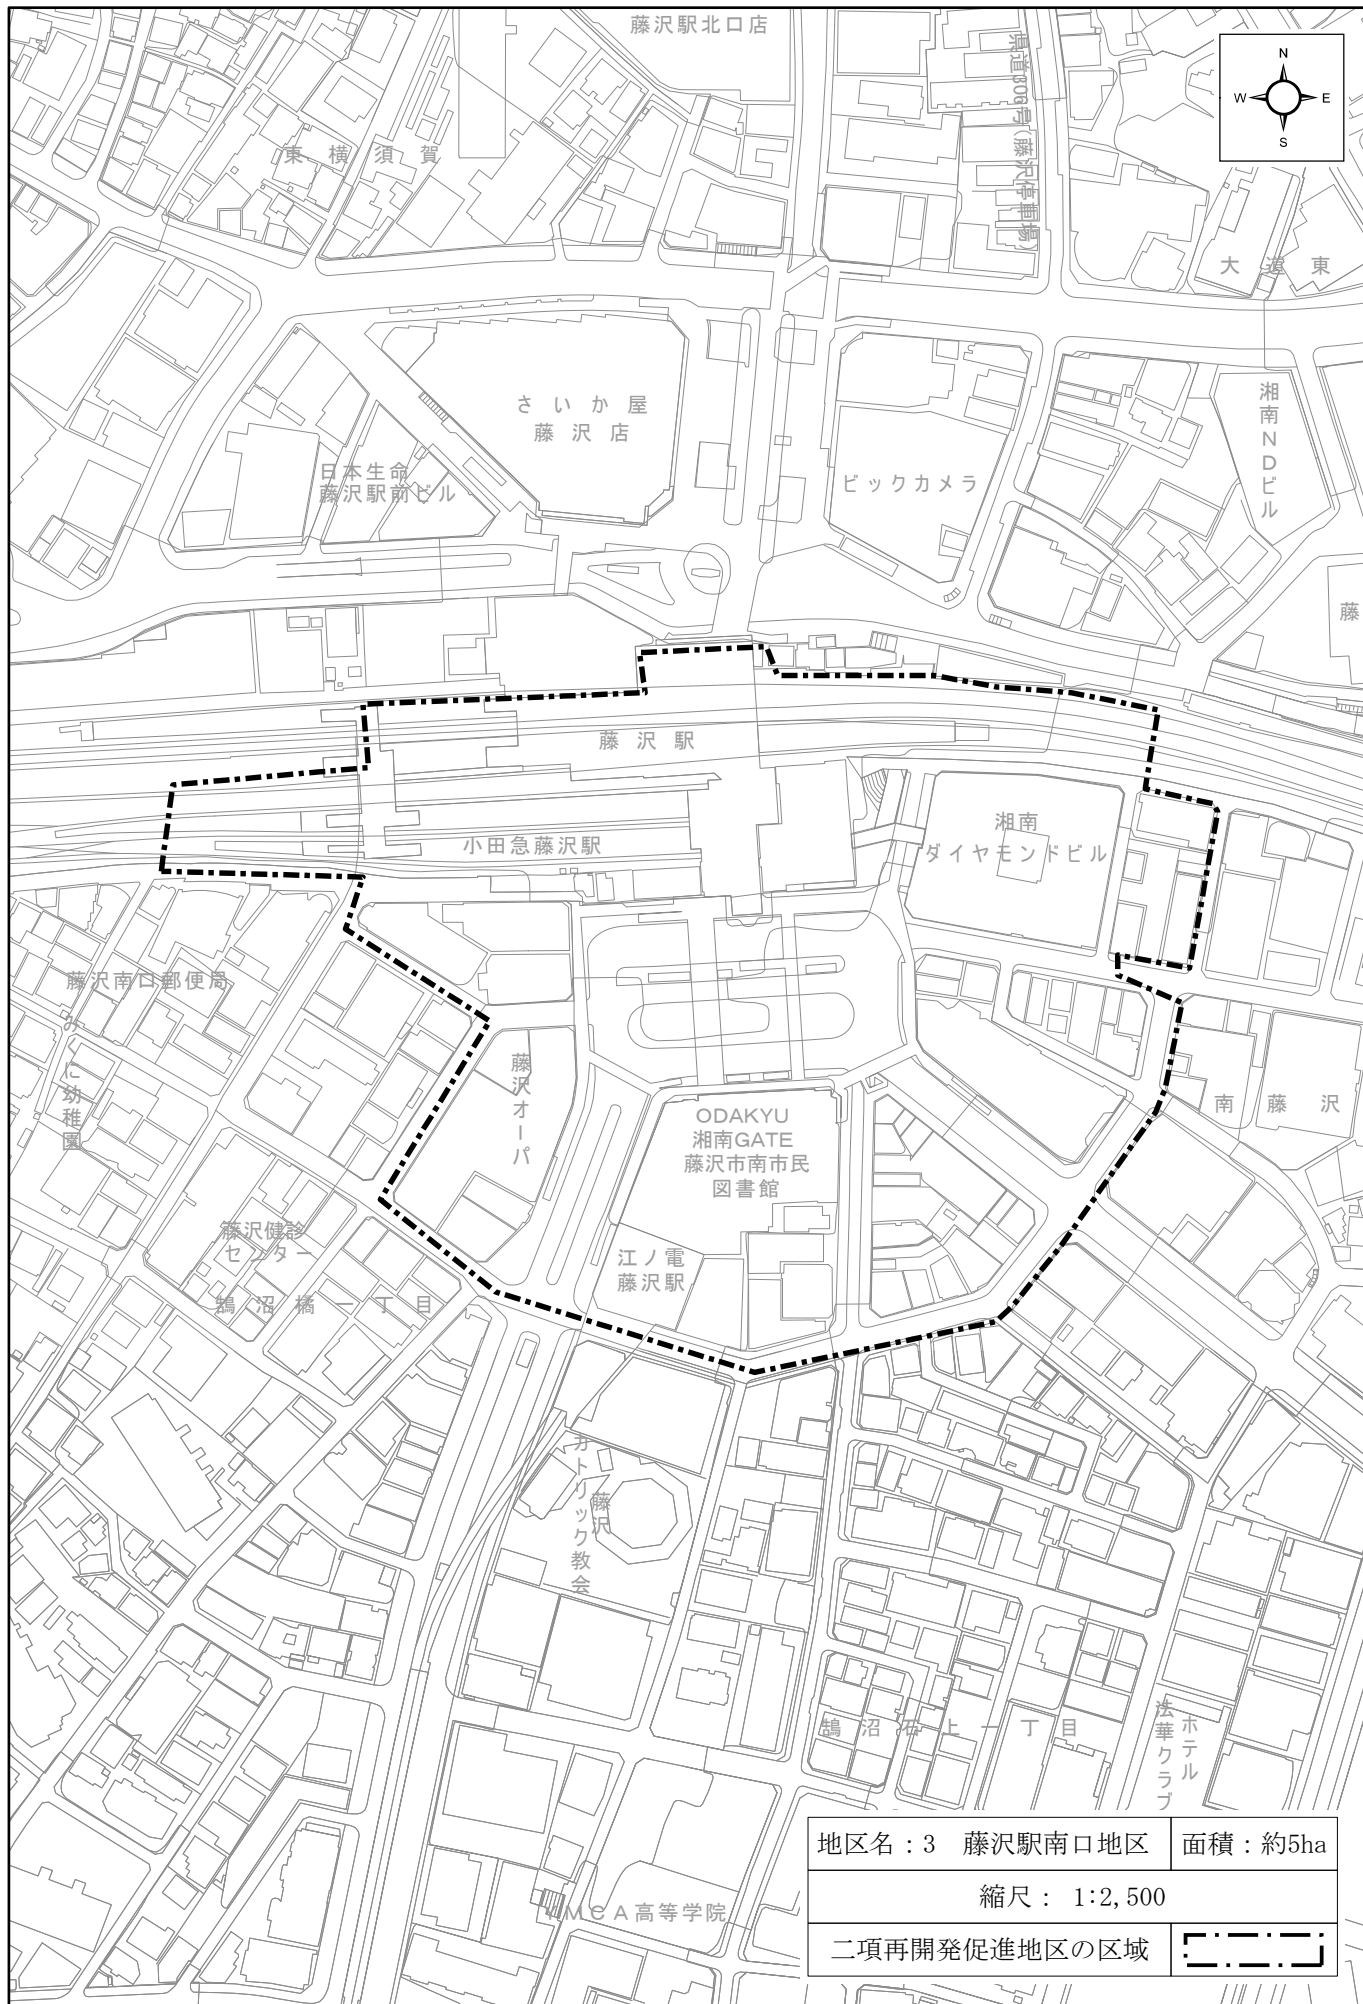 藤沢駅北口店
県道306号(藤沢停車場)
N
W E
S
東横須賀
大道東
さいか屋
藤沢店
湘南NDビル
日本生命
藤沢駅前ビル
ビックカメラ
藤
藤沢駅
湘南
ダイヤモンドビル
小田急藤沢駅
藤沢南口郵便局
みくに幼稚園
藤沢オーパ
ODAKYU
湘南GATE
藤沢市南市民
図書館
南藤沢
藤沢健診
センター
江ノ電
藤沢駅
鵠沼橘一丁目
カトリック教会
藤沢
鵠沼石上一丁目
ホテル
法華クラブ
YMCA高等学院
地区名:3 藤沢駅南口地区
面積:約5ha
縮尺: 1:2,500
二項再開発促進地区の区域